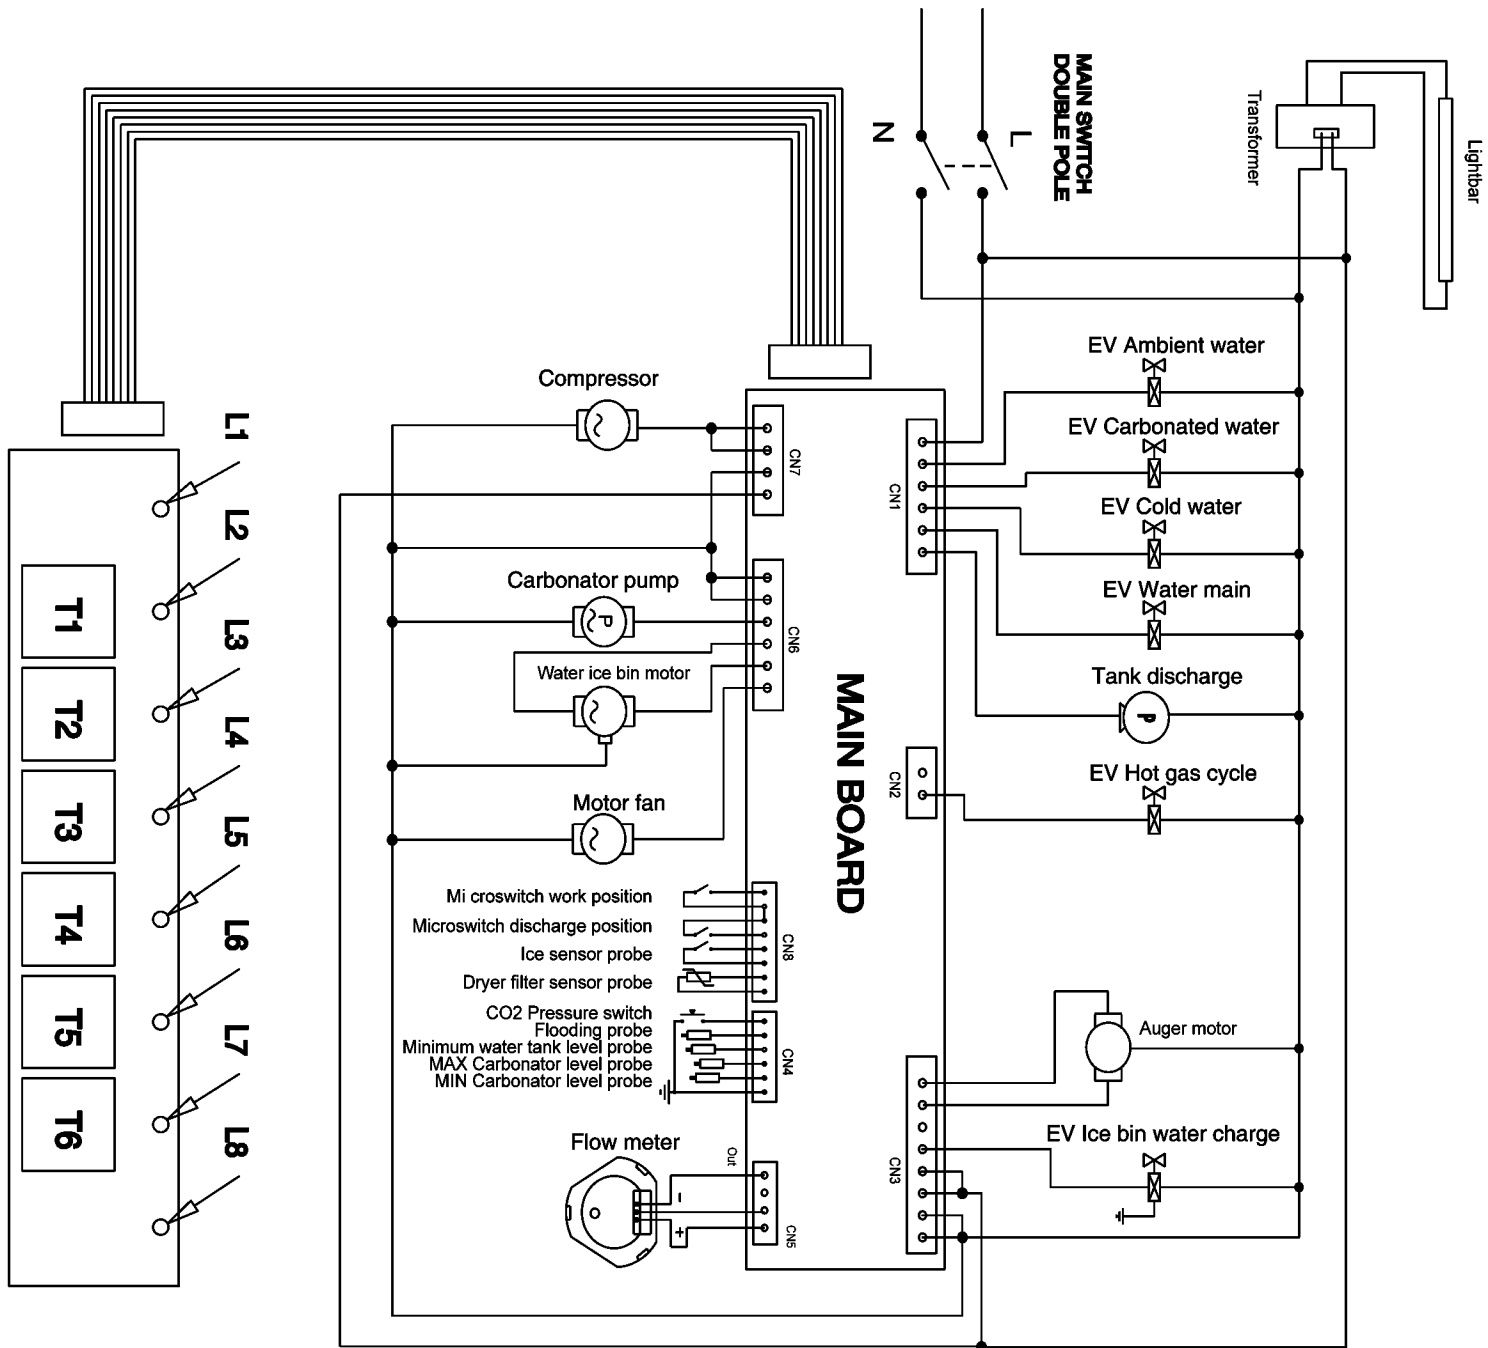 MAIN SWITCH
DOUBLE POLE
L
N
Transformer
Lightbar
EV Ambient water
EV Carbonated water
EV Cold water
EV Water main
Tank discharge
P
EV Hot gas cycle
Auger motor
EV Ice bin water charge
Compressor
Carbonator pump
P
Water ice bin motor
Motor fan
Mi croswitch work position
Microswitch discharge position
Ice sensor probe
Dryer filter sensor probe
CO2 Pressure switch
Flooding probe
Minimum water tank level probe
MAX Carbonator level probe
MIN Carbonator level probe
Flow meter
Out
-
+
MAIN BOARD
CN7
CN6
CN8
CN4
CN5
CN1
CN2
CN3
L1
L2
L3
L4
L5
L6
L7
L8
T1
T2
T3
T4
T5
T6